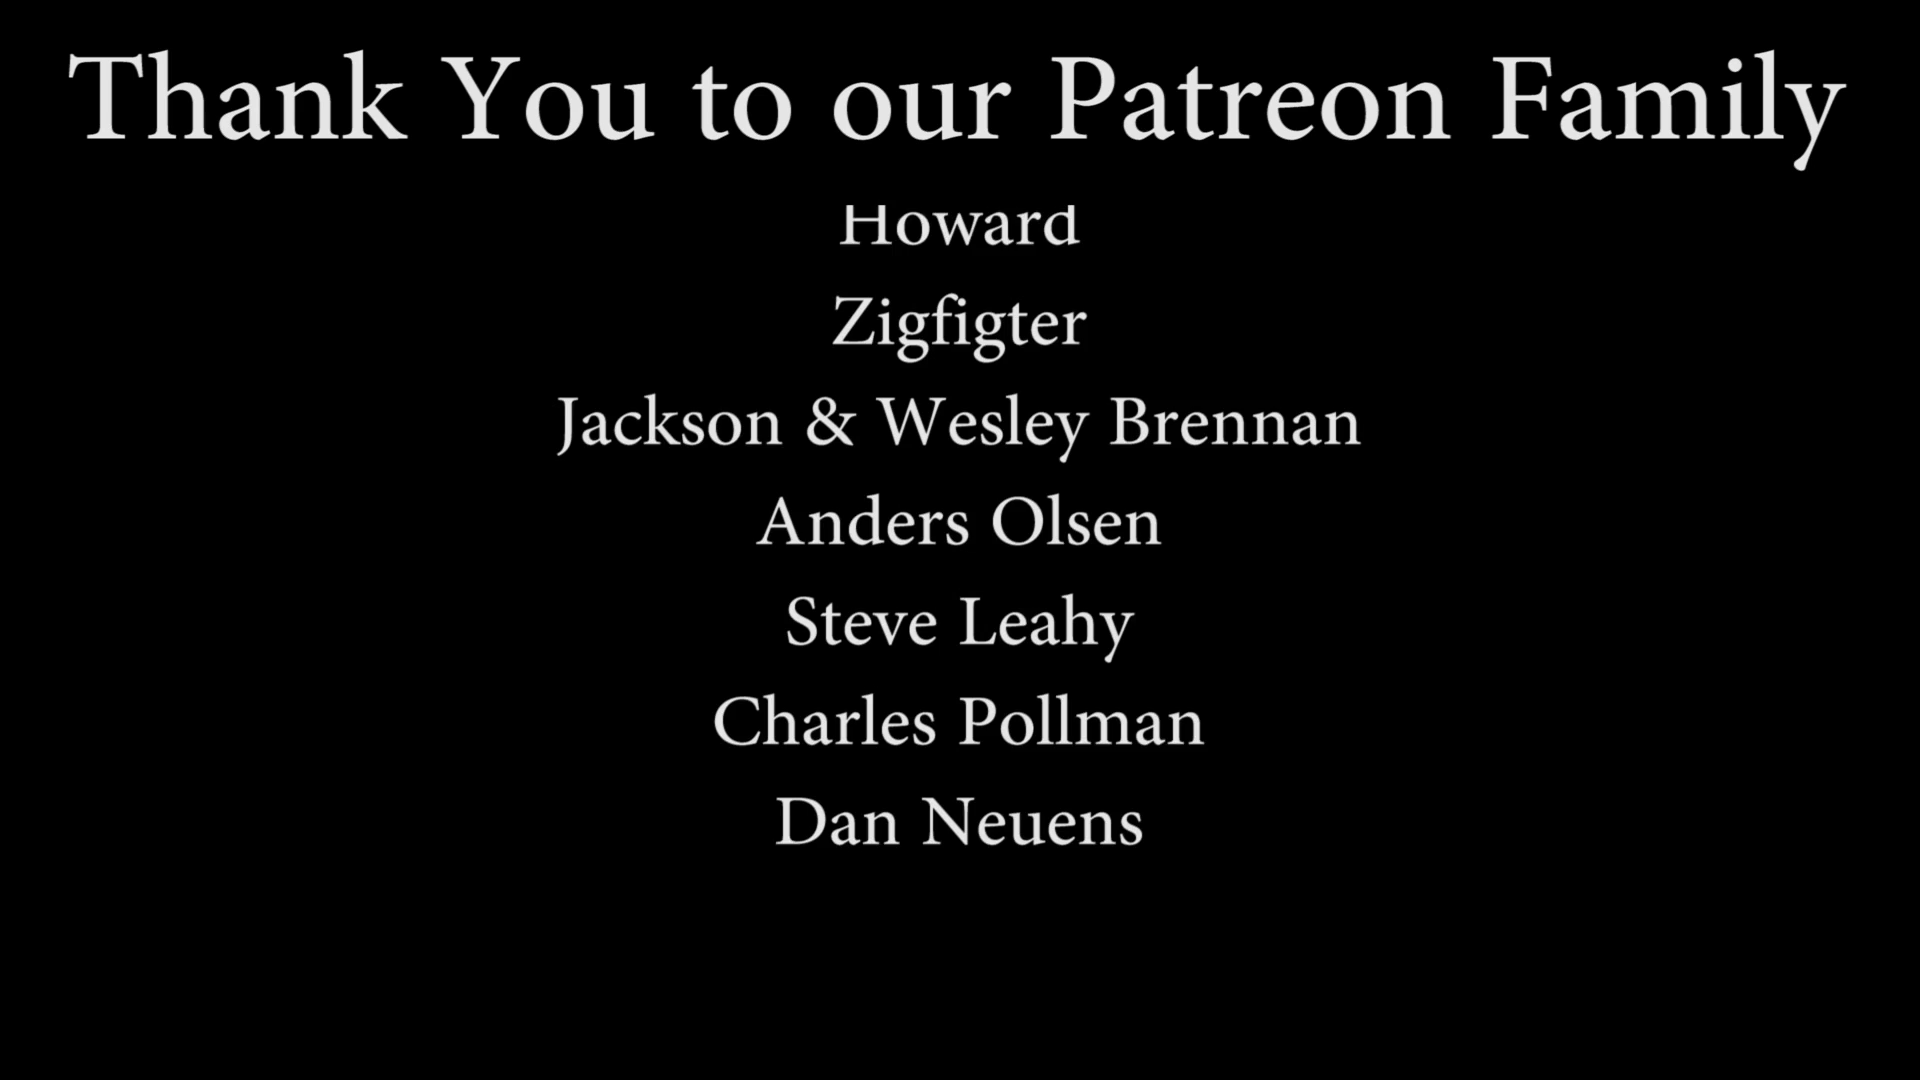 Thank You to our Patreon Family
Howard
Zigfigter
Jackson & Wesley Brennan
Anders Olsen
Steve Leahy
Charles Pollman
Dan Neuens